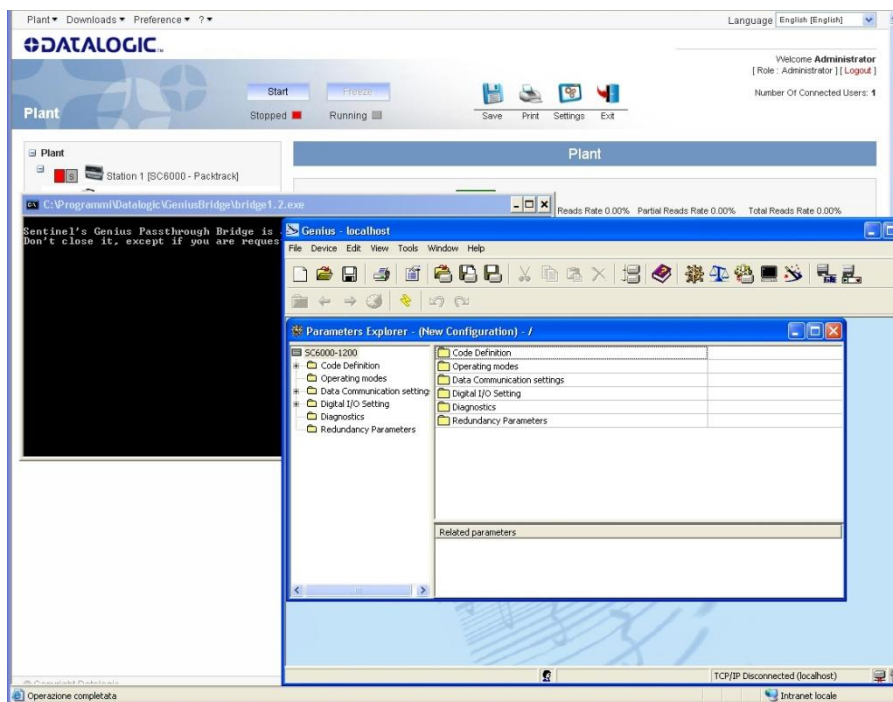 Plant Downloads Preference ?
Language English [English]
DATALOGIC
Welcome Administrator
[ Role : Administrator ] [ Logout ]
Start Freeze
Number Of Connected Users: 1
Plant
Stopped Running
Save Print Settings Exit
Plant
Plant
S Station 1 [SC6000 - Packtrack]
C:\Programmi\Datalogic\GeniusBridge\bridge1.2.exe
Reads Rate 0.00% Partial Reads Rate 0.00% Total Reads Rate 0.00%
Sentinel's Genius Passthrough Bridge is
Don't close it, except if you are reques
Genius - localhost
File Device Edit View Tools Window Help
Parameters Explorer - (New Configuration) - /
SC6000-1200
Code Definition
Operating modes
Data Communication setting
Digital I/O Setting
Diagnostics
Redundancy Parameters
Code Definition
Operating modes
Data Communication settings
Digital I/O Setting
Diagnostics
Redundancy Parameters
Related parameters
TCP/IP Disconnected (localhost)
Operazione completata
Intranet locale